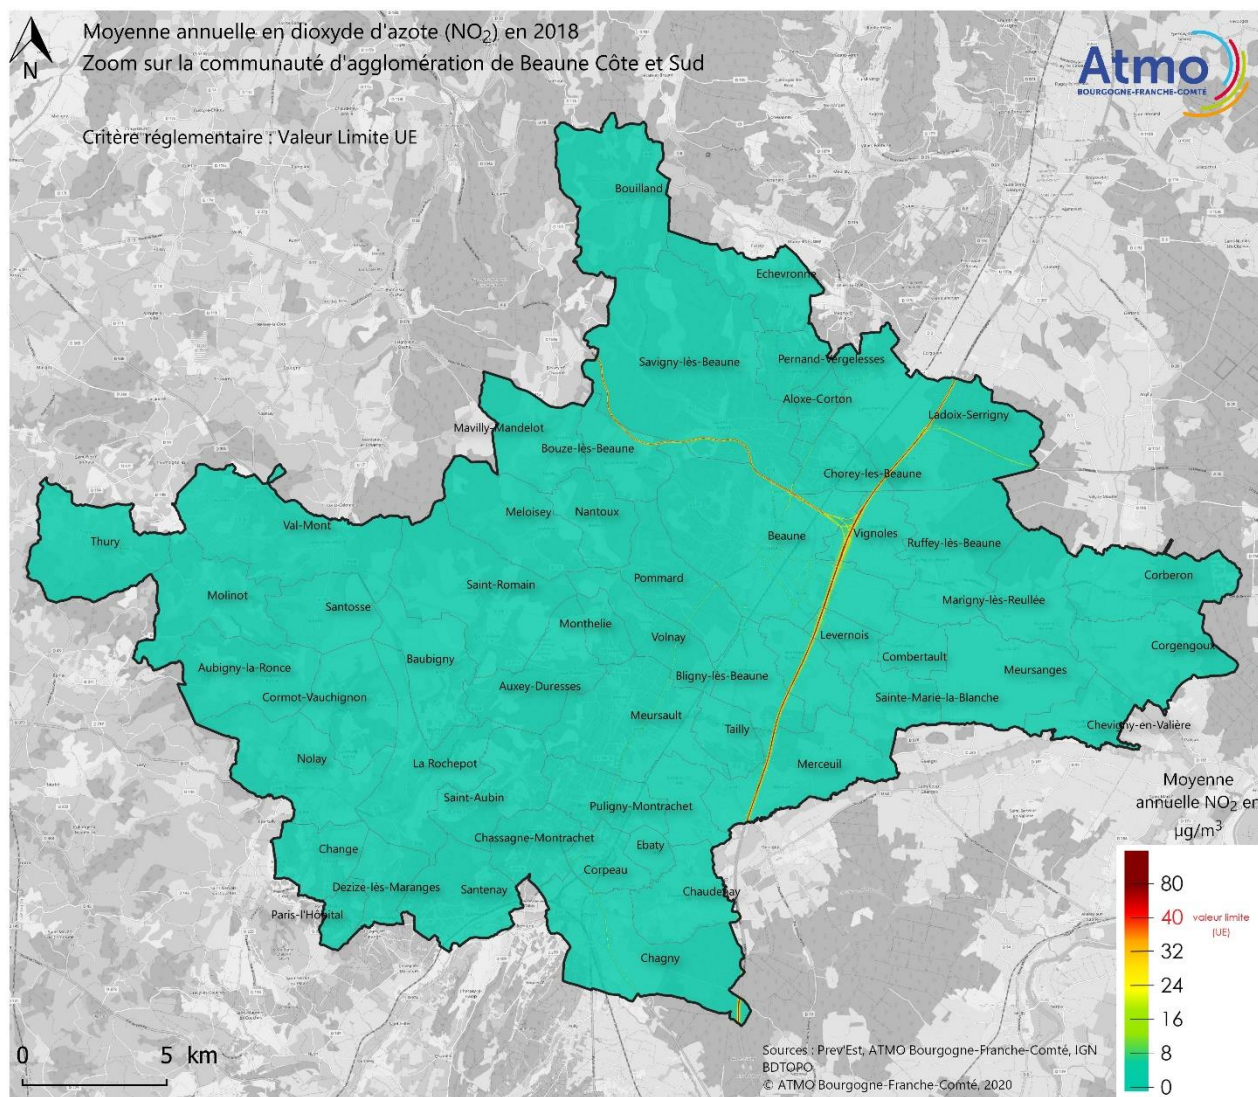 Moyenne annuelle en dioxyde d'azote (NO₂) en 2018
Zoom sur la communauté d'agglomération de Beaune Côte et Sud
Critère réglementaire : Valeur Limite UE
N
Atmo
BOURGOGNE-FRANCHE-COMTÉ
Bouilland
Echevronne
Savigny-lès-Beaune
Pernand-Vergelesses
Aloxe-Corton
Ladoix-Serrigny
Mavilly-Mandelot
Bouze-lès-Beaune
Chorey-les-Beaune
Meloisey
Nantoux
Val-Mont
Thury
Beaune
Vignoles
Ruffey-lès-Beaune
Saint-Romain
Pommard
Corberon
Molinot
Santosse
Marigny-lès-Reullée
Monthelie
Volnay
Levernois
Corgengoux
Baubigny
Combertault
Aubigny-la-Ronce
Meursanges
Bligny-lès-Beaune
Auxey-Duresses
Cormot-Vauchignon
Sainte-Marie-la-Blanche
Meursault
Tailly
Chevigny-en-Valière
Nolay
La Rochepot
Merceuil
Saint-Aubin
Puligny-Montrachet
Chassagne-Montrachet
Ebaty
Change
Corpeau
Dezize-lès-Maranges
Santenay
Chaudenay
Paris-l'Hôpital
Chagny
Moyenne
annuelle NO₂ en
µg/m³
80
40 valeur limite
(UE)
32
24
16
8
0
0 5 km
Sources : Prev'Est, ATMO Bourgogne-Franche-Comté, IGN
BDTOPO
© ATMO Bourgogne-Franche-Comté, 2020